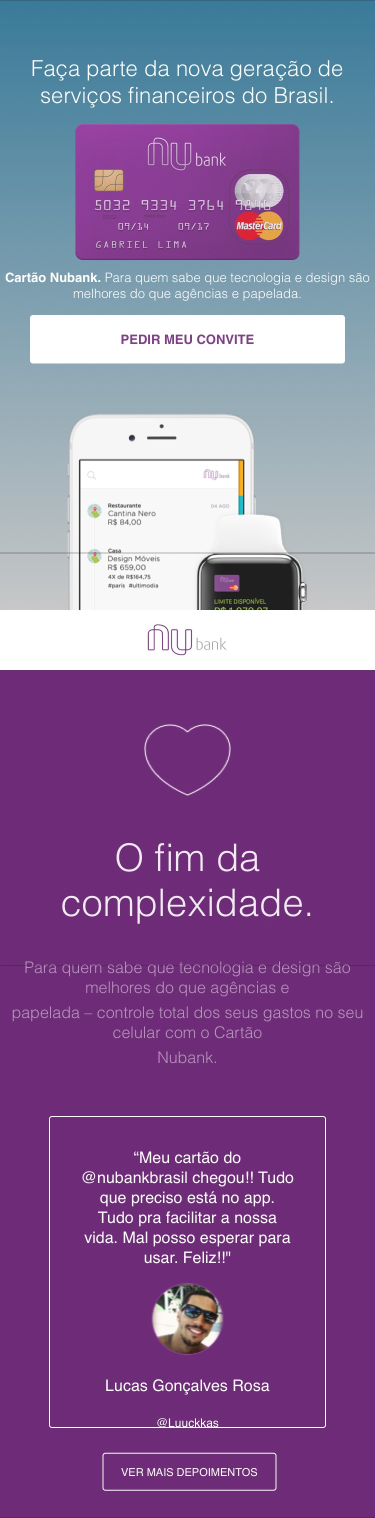 Faça parte da nova geração de
serviços financeiros do Brasil.
nu bank
5032 9334 3764
09/14 09/17
MasterCard
GABRIEL LIMA
Cartão Nubank. Para quem sabe que tecnologia e design são
melhores do que agências e papelada.
PEDIR MEU CONVITE
nu bank
Restaurante 04 AGO
Cantina Nero
R$ 84,00
Casa
Design Móveis
R$ 659,00
4X de R$164,75
#paris #ultimodia
LIMITE DISPONÍVEL
nu bank
O fim da
complexidade.
Para quem sabe que tecnologia e design são
melhores do que agências e
papelada – controle total dos seus gastos no seu
celular com o Cartão
Nubank.
“Meu cartão do
@nubankbrasil chegou!! Tudo
que preciso está no app.
Tudo pra facilitar a nossa
vida. Mal posso esperar para
usar. Feliz!!"
Lucas Gonçalves Rosa
@Luuckkas
VER MAIS DEPOIMENTOS